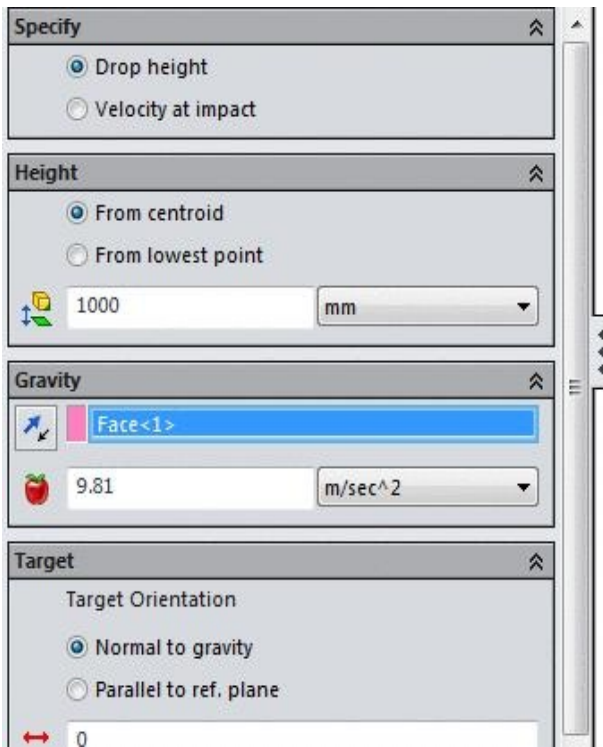 Specify
Drop height
Velocity at impact
Height
From centroid
From lowest point
1000 mm
Gravity
Face<1>
9.81 m/sec^2
Target
Target Orientation
Normal to gravity
Parallel to ref. plane
0